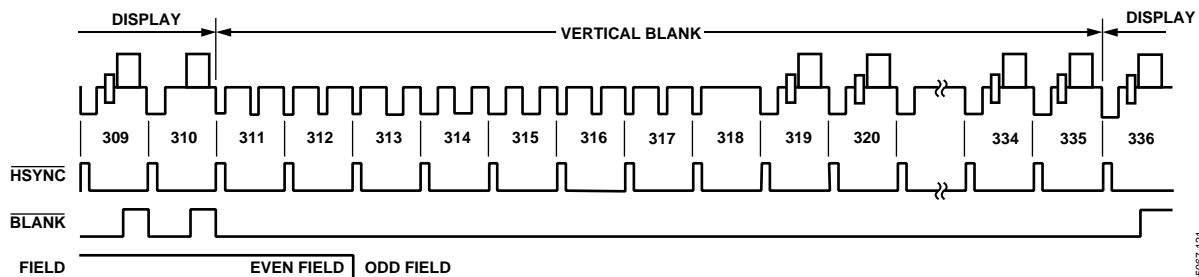 DISPLAY
VERTICAL BLANK
DISPLAY
309 310 311 312 313 314 315 316 317 318 319 320 334 335 336
HSYNC
BLANK
FIELD
EVEN FIELD ODD FIELD